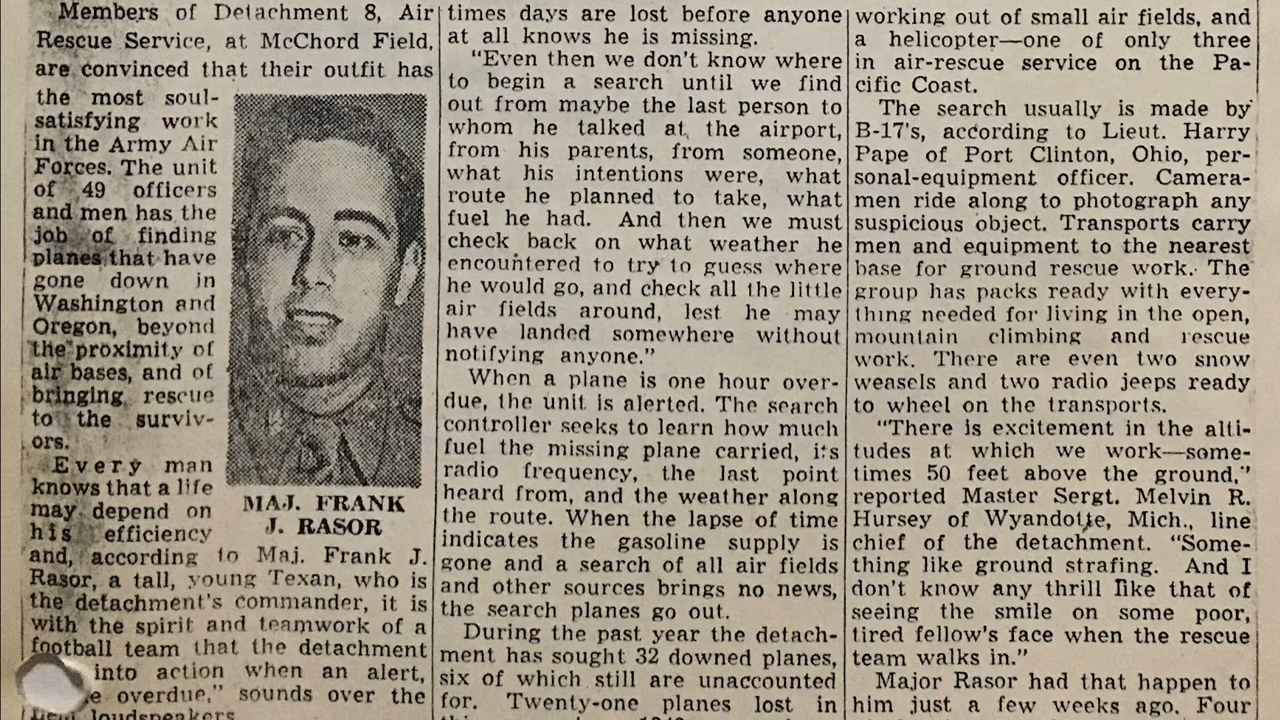 Members of Detachment 8, Air
Rescue Service, at McChord Field,
are convinced that their outfit has
the most soul-
satisfying work
in the Army Air
Forces. The unit
of 49 officers
and men has the
job of finding
planes that have
gone down in
Washington and
Oregon, beyond
the proximity of
air bases, and of
bringing rescue
to the surviv-
ors.
Every man
knows that a life
may depend on
his efficiency
and, according to Maj. Frank J.
Rasor, a tall, young Texan, who is
the detachment's commander, it is
with the spirit and teamwork of a
football team that the detachment
into action when an alert,
overdue," sounds over the
loudspeakers
MAJ. FRANK
J. RASOR
times days are lost before anyone
at all knows he is missing.
"Even then we don't know where
to begin a search until we find
out from maybe the last person to
whom he talked at the airport,
from his parents, from someone,
what his intentions were, what
route he planned to take, what
fuel he had. And then we must
check back on what weather he
encountered to try to guess where
he would go, and check all the little
air fields around, lest he may
have landed somewhere without
notifying anyone."
When a plane is one hour over-
due, the unit is alerted. The search
controller seeks to learn how much
fuel the missing plane carried, its
radio frequency, the last point
heard from, and the weather along
the route. When the lapse of time
indicates the gasoline supply is
gone and a search of all air fields
and other sources brings no news,
the search planes go out.
During the past year the detach-
ment has sought 32 downed planes,
six of which still are unaccounted
for. Twenty-one planes lost in
working out of small air fields, and
a helicopter—one of only three
in air-rescue service on the Pa-
cific Coast.
The search usually is made by
B-17's, according to Lieut. Harry
Pape of Port Clinton, Ohio, per-
sonal-equipment officer. Camera-
men ride along to photograph any
suspicious object. Transports carry
men and equipment to the nearest
base for ground rescue work. The
group has packs ready with every-
thing needed for living in the open,
mountain climbing and rescue
work. There are even two snow
weasels and two radio jeeps ready
to wheel on the transports.
"There is excitement in the alti-
tudes at which we work—some-
times 50 feet above the ground,"
reported Master Sergt. Melvin R.
Hursey of Wyandotte, Mich., line
chief of the detachment. "Some-
thing like ground strafing. And I
don't know any thrill like that of
seeing the smile on some poor,
tired fellow's face when the rescue
team walks in."
Major Rasor had that happen to
him just a few weeks ago. Four